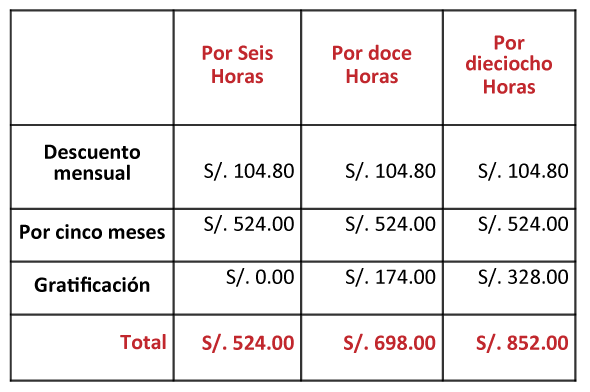 Por Seis Horas
Por doce Horas
Por dieciocho Horas
Descuento mensual
S/. 104.80
S/. 104.80
S/. 104.80
Por cinco meses
S/. 524.00
S/. 524.00
S/. 524.00
Gratificación
S/. 0.00
S/. 174.00
S/. 328.00
Total
S/. 524.00
S/. 698.00
S/. 852.00